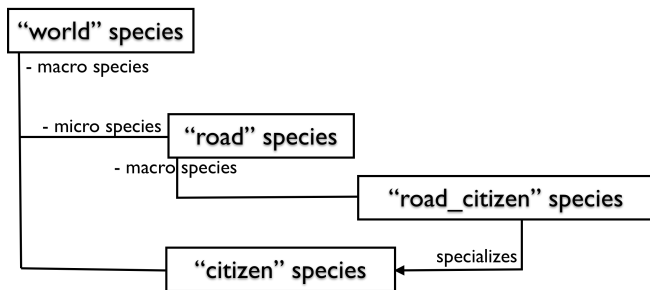 “world” species
- macro species
- micro species
“road” species
- macro species
“road_citizen” species
specializes
“citizen” species